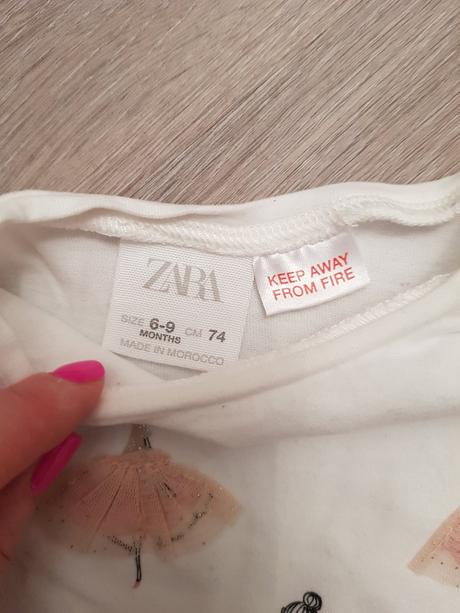 ZARA
SIZE 6-9 CM 74
MONTHS
MADE IN MOROCCO
KEEP AWAY
FROM FIRE